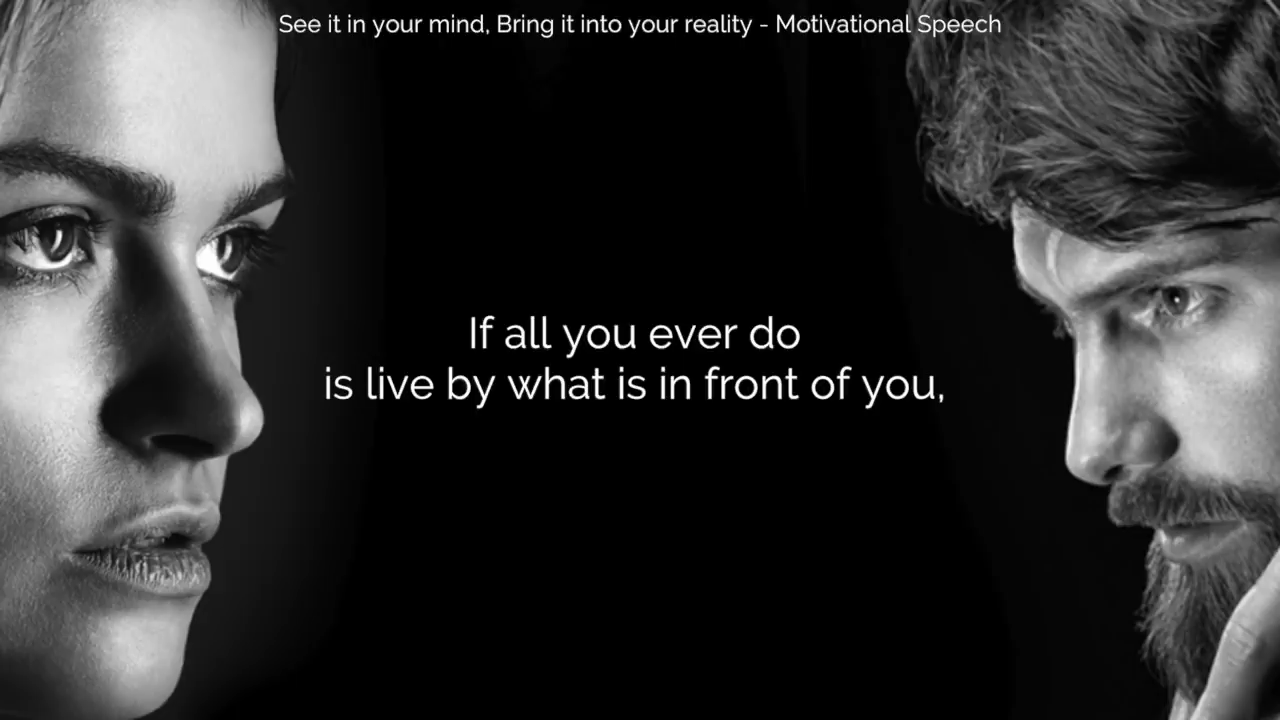 See it in your mind, Bring it into your reality - Motivational Speech
If all you ever do
is live by what is in front of you,